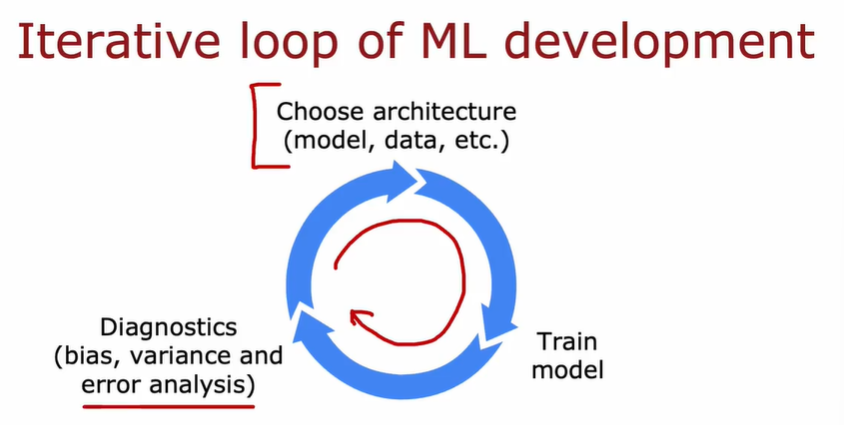 Iterative loop of ML development
Choose architecture
(model, data, etc.)
Train
model
Diagnostics
(bias, variance and
error analysis)